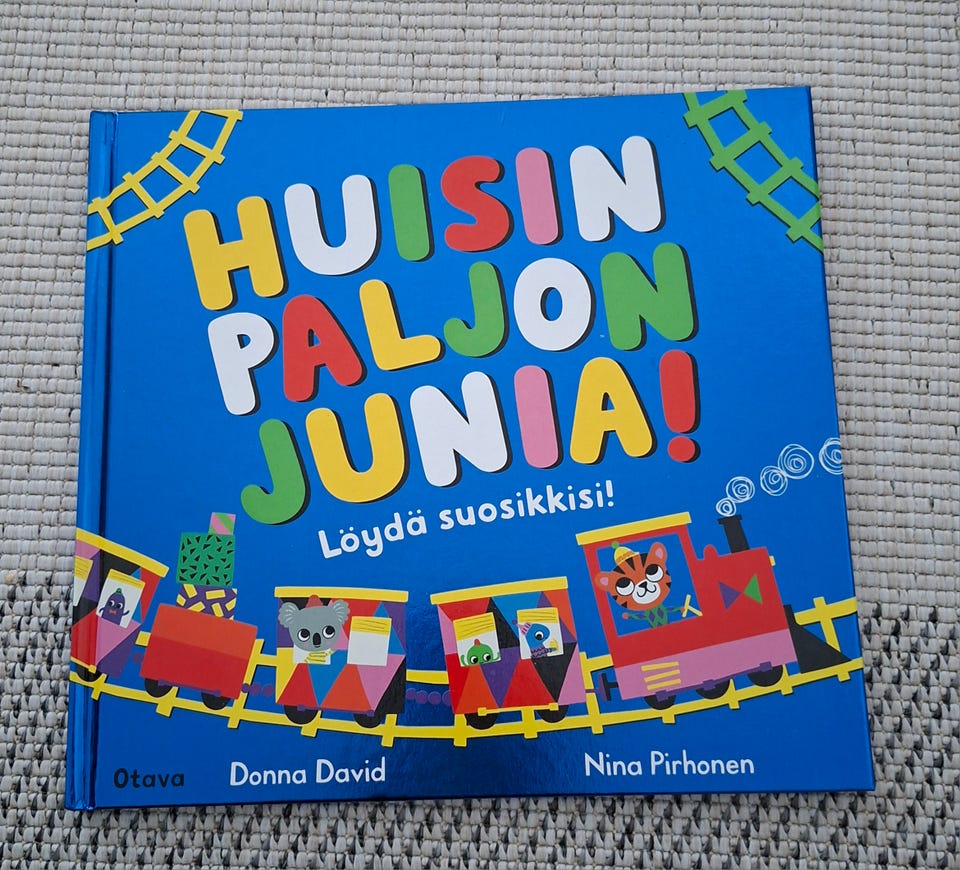 HUISIN
PALJON
JUNIA!
Löydä suosikkisi!
Otava Donna David Nina Pirhonen